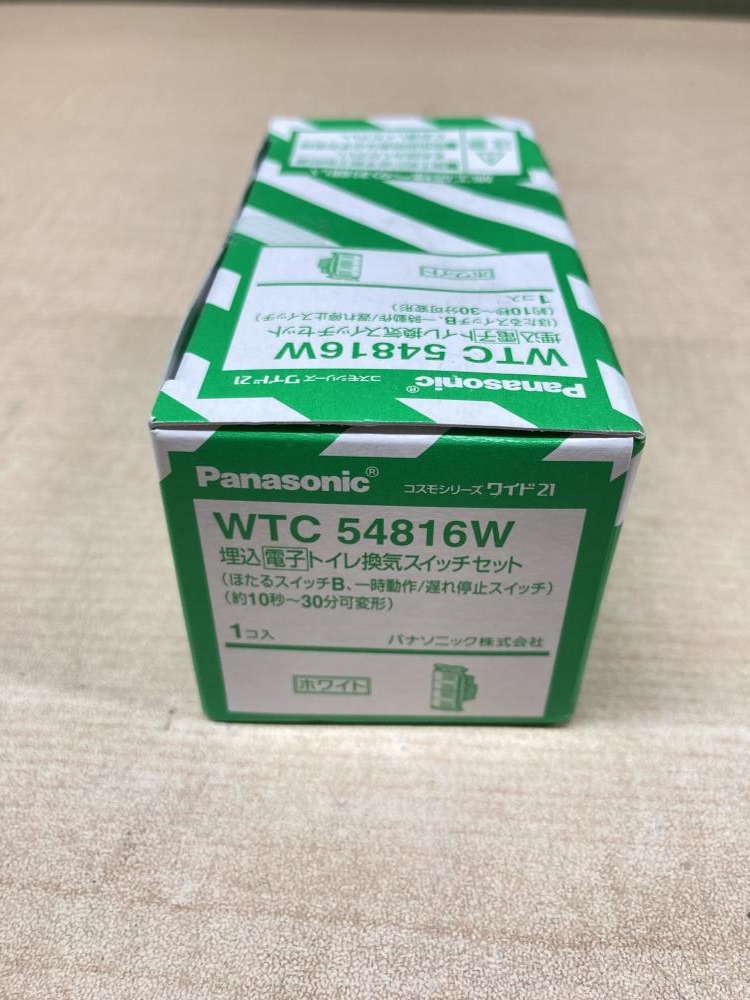 Panasonic® コスモシリーズ ワイド21
WTC 54816W
埋込電子トイレ換気スイッチセット
(ほたるスイッチB、一時動作/遅れ停止スイッチ)
(約10秒〜30分可変形)
1コ入 パナソニック株式会社
ホワイト
Panasonic® コスモシリーズ ワイド21
WTC 54816W
埋込電子トイレ換気スイッチセット
(ほたるスイッチB、一時動作/遅れ停止スイッチ)
(約10秒〜30分可変形)
1コ入
ホワイト